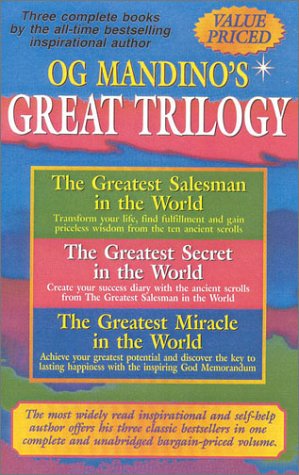 Three complete books
by the all-time bestselling
inspirational author
VALUE
PRICED
OG MANDINO'S
GREAT TRILOGY
The Greatest Salesman
in the World
Transform your life, find fulfillment and gain
priceless wisdom from the ten ancient scrolls
The Greatest Secret
in the World
Create your success diary with the ancient scrolls
from The Greatest Salesman in the World
The Greatest Miracle
in the World
Achieve your greatest potential and discover the key to
lasting happiness with the inspiring God Memorandum
The most widely read inspirational and self-help
author offers his three classic bestsellers in one
complete and unabridged bargain-priced volume.